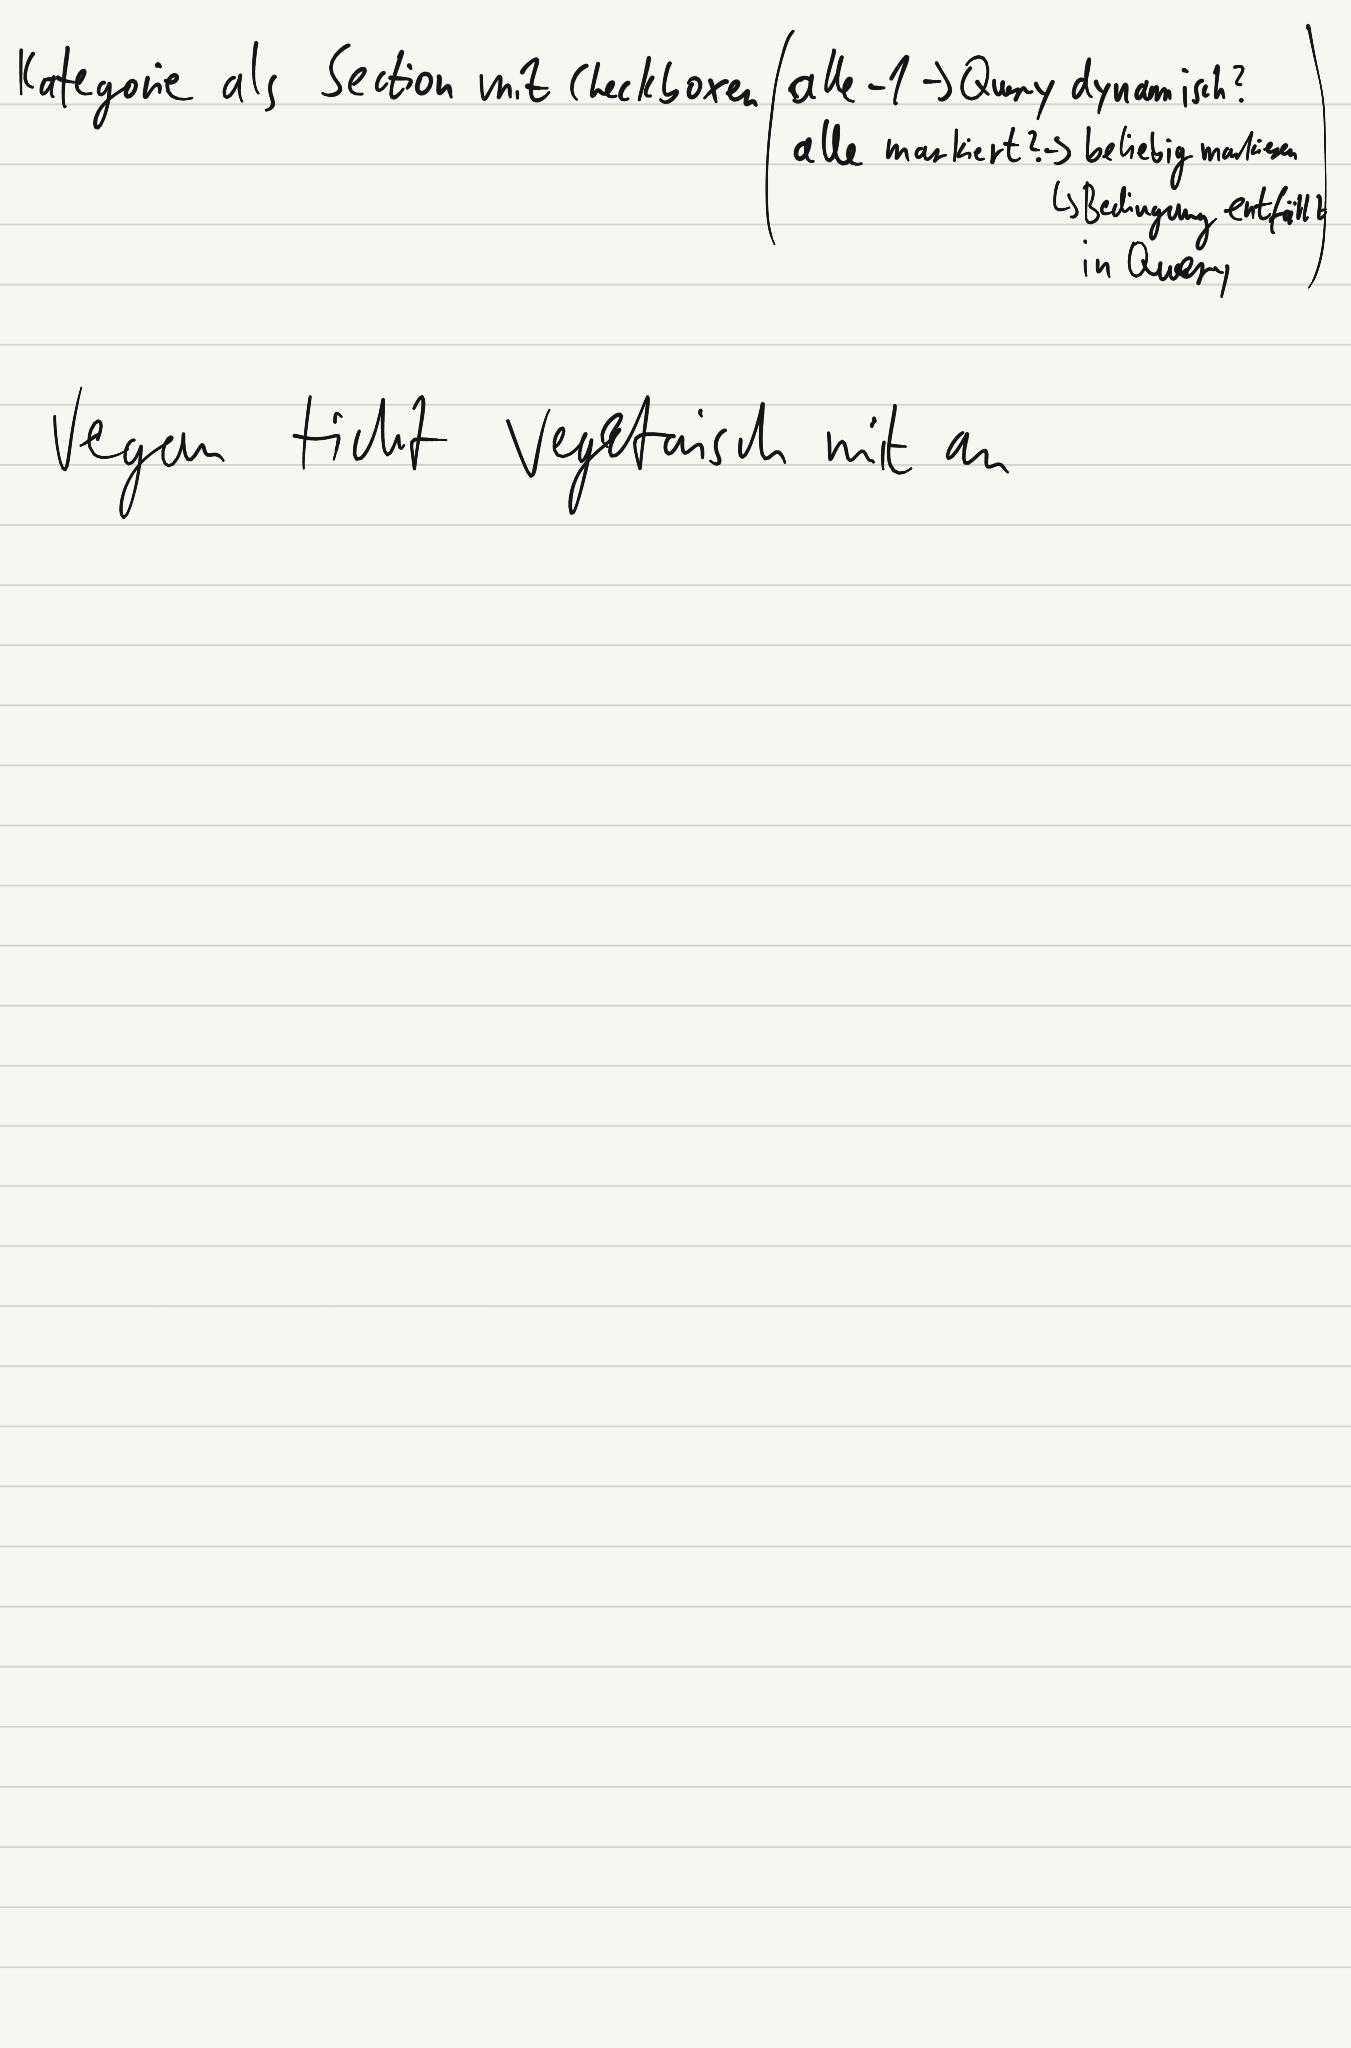 Kategorie als Section mit Checkboxen (alle -1 → Query dynamisch?
alle markiert? → beliebig markieren
↳ Bedingung entfällt
in Query)
Vegan tickt Vegetarisch mit an